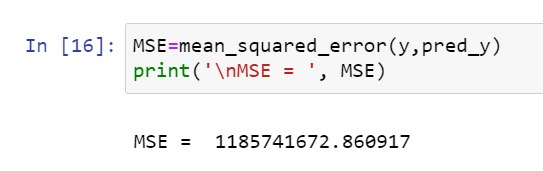 In [16]: MSE=mean_squared_error(y,pred_y)
print('\nMSE = ', MSE)
MSE =  1185741672.860917